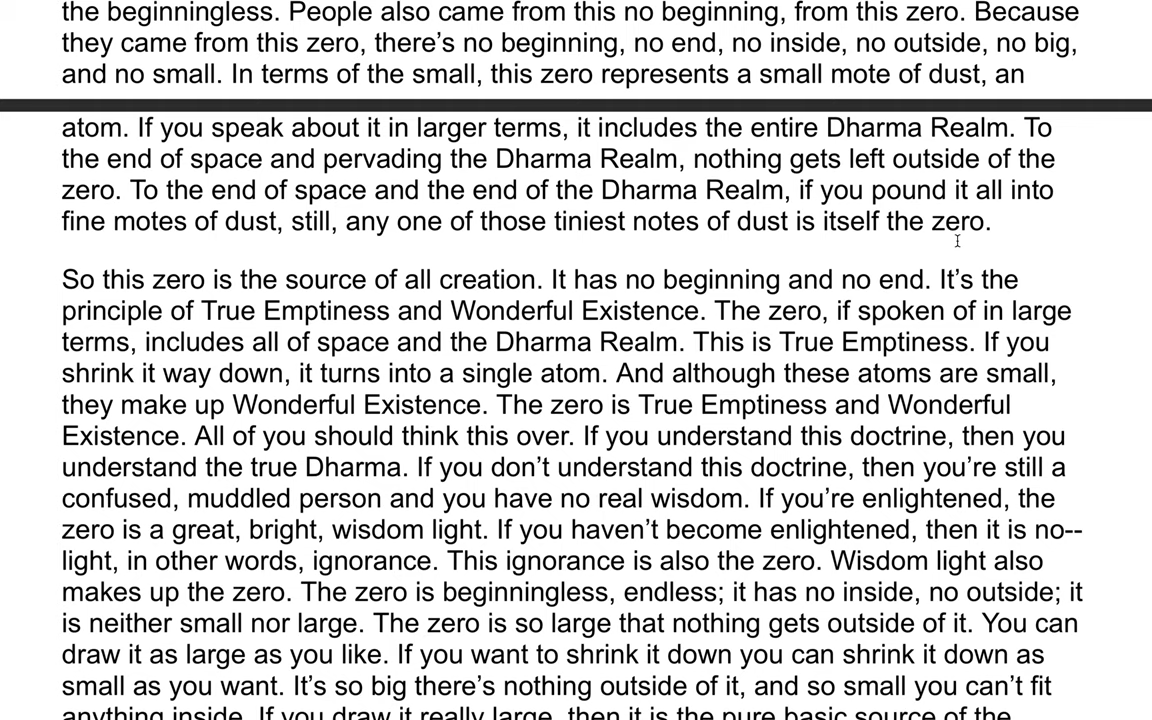 the beginningless. People also came from this no beginning, from this zero. Because
they came from this zero, there's no beginning, no end, no inside, no outside, no big,
and no small. In terms of the small, this zero represents a small mote of dust, an
atom. If you speak about it in larger terms, it includes the entire Dharma Realm. To
the end of space and pervading the Dharma Realm, nothing gets left outside of the
zero. To the end of space and the end of the Dharma Realm, if you pound it all into
fine motes of dust, still, any one of those tiniest notes of dust is itself the zero.
So this zero is the source of all creation. It has no beginning and no end. It's the
principle of True Emptiness and Wonderful Existence. The zero, if spoken of in large
terms, includes all of space and the Dharma Realm. This is True Emptiness. If you
shrink it way down, it turns into a single atom. And although these atoms are small,
they make up Wonderful Existence. The zero is True Emptiness and Wonderful
Existence. All of you should think this over. If you understand this doctrine, then you
understand the true Dharma. If you don't understand this doctrine, then you're still a
confused, muddled person and you have no real wisdom. If you're enlightened, the
zero is a great, bright, wisdom light. If you haven't become enlightened, then it is no--
light, in other words, ignorance. This ignorance is also the zero. Wisdom light also
makes up the zero. The zero is beginningless, endless; it has no inside, no outside; it
is neither small nor large. The zero is so large that nothing gets outside of it. You can
draw it as large as you like. If you want to shrink it down you can shrink it down as
small as you want. It's so big there's nothing outside of it, and so small you can't fit
anything inside. If you draw it really large, then it is the pure basic source of the